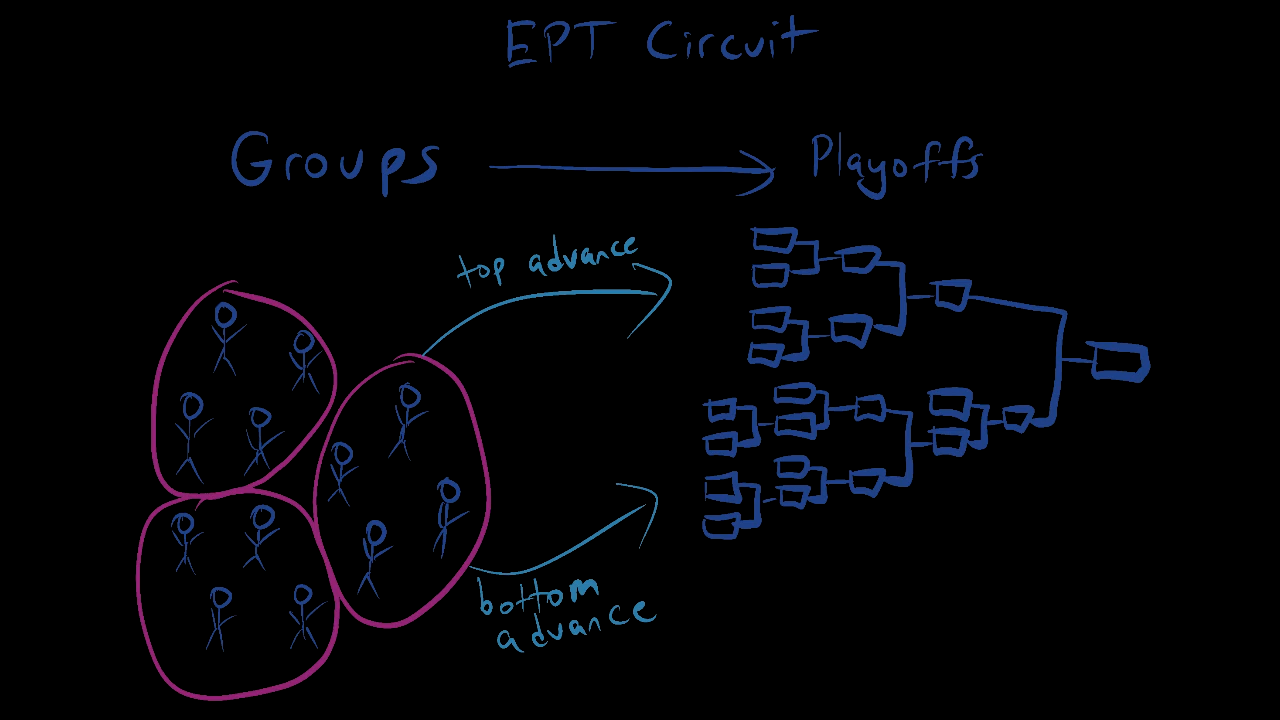 EPT Circuit
Groups
Playoffs
top advance
bottom
advance